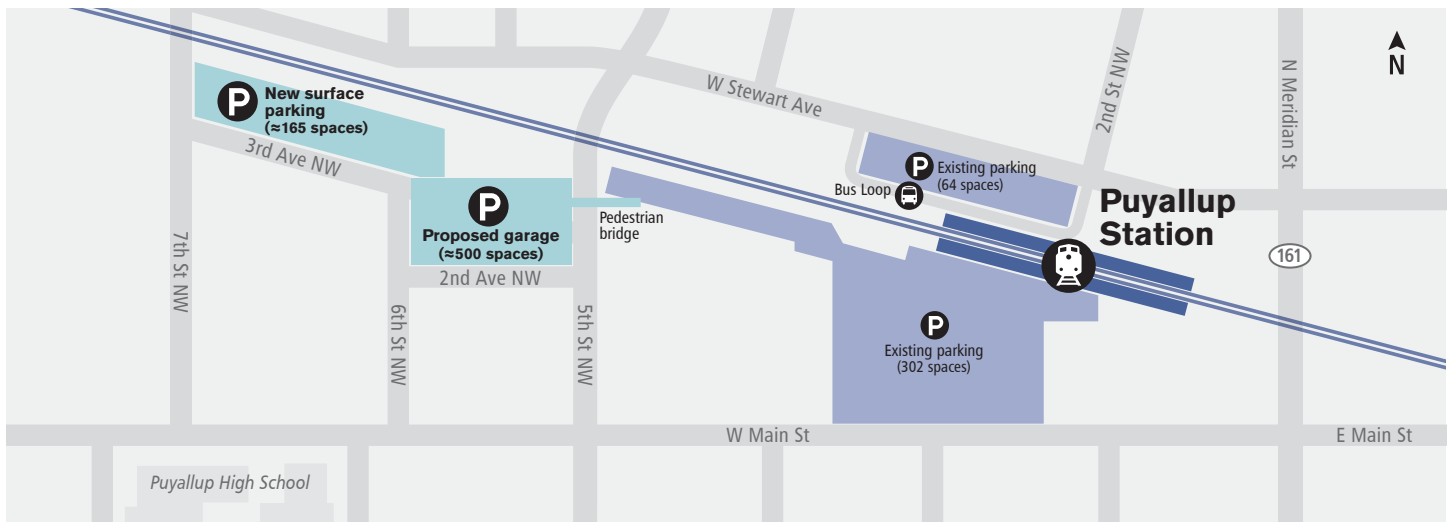 N
New surface
parking
(≈165 spaces)
3rd Ave NW
W Stewart Ave
2nd St NW
N Meridian St
Existing parking
(64 spaces)
Bus Loop
Puyallup
Station
P
P
P
P
Proposed garage
(≈500 spaces)
Pedestrian
bridge
7th St NW
2nd Ave NW
6th St NW
5th St NW
161
Existing parking
(302 spaces)
W Main St
E Main St
Puyallup High School